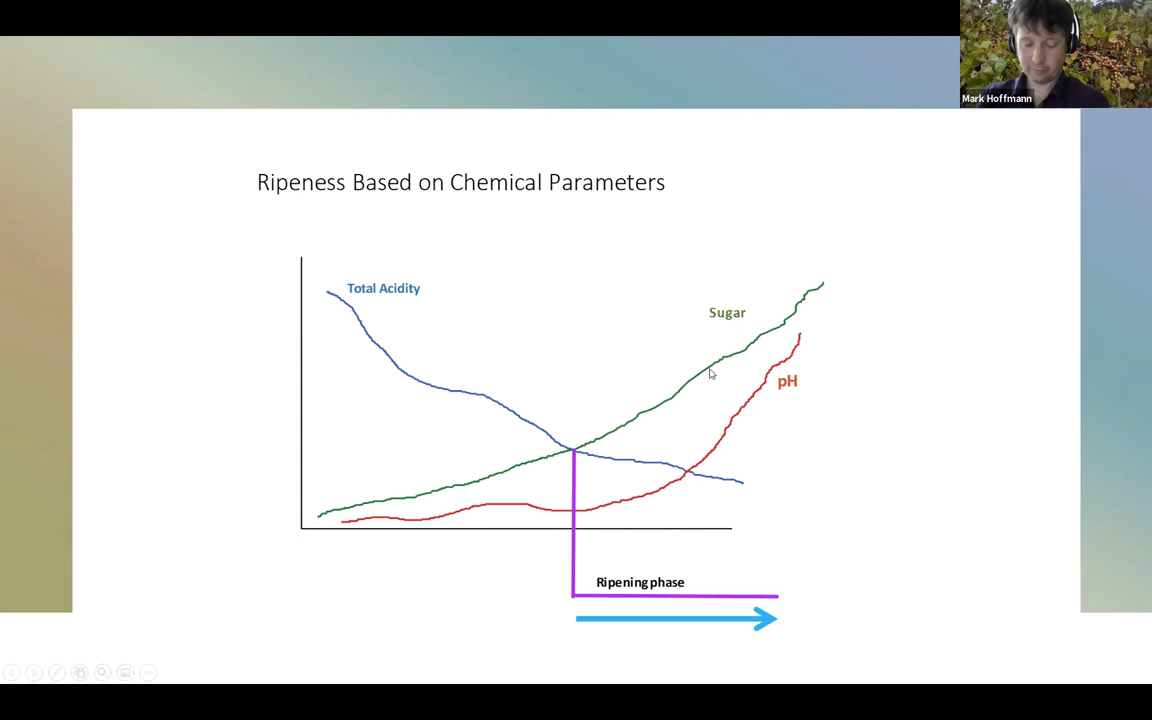 Mark Hoffmann
Ripeness Based on Chemical Parameters
Total Acidity
Sugar
pH
Ripening phase